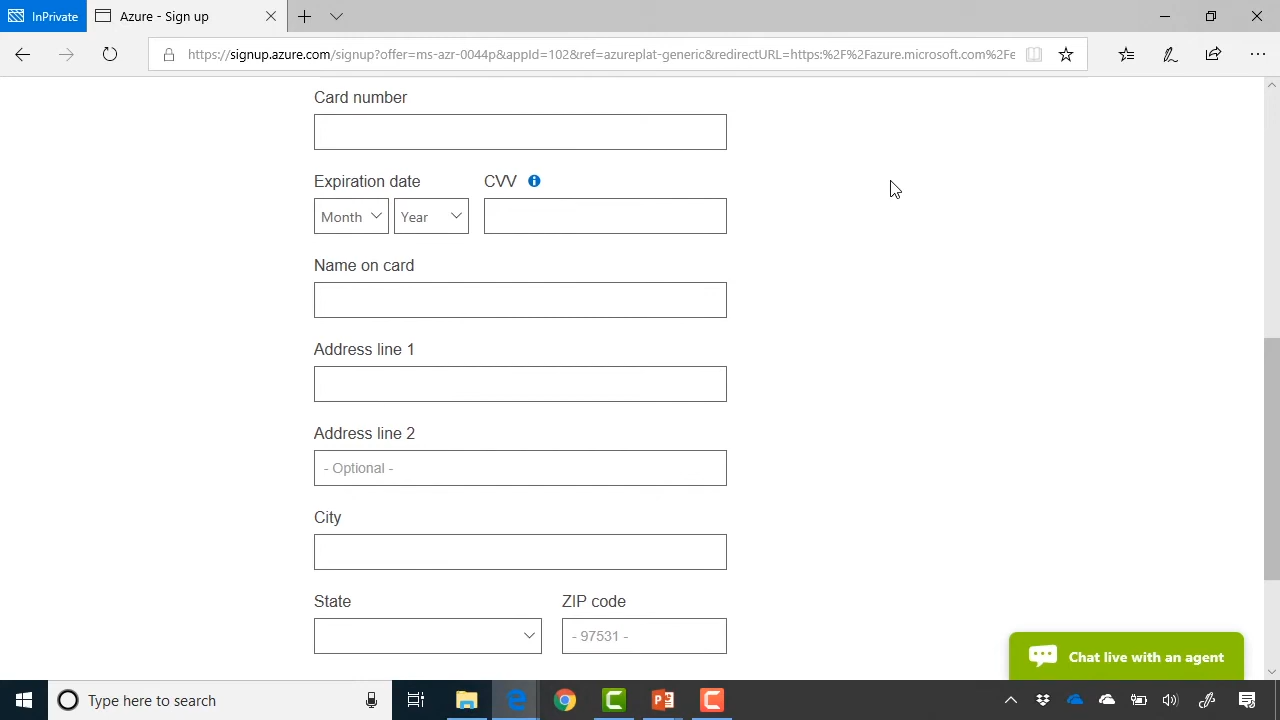 InPrivate
Azure - Sign up
https://signup.azure.com/signup?offer=ms-azr-0044p&appId=102&ref=azureplat-generic&redirectURL=https:%2F%2Fazure.microsoft.com%2Fe
Card number
Expiration date
CVV
Month
Year
Name on card
Address line 1
Address line 2
- Optional -
City
State
ZIP code
- 97531 -
Chat live with an agent
Type here to search